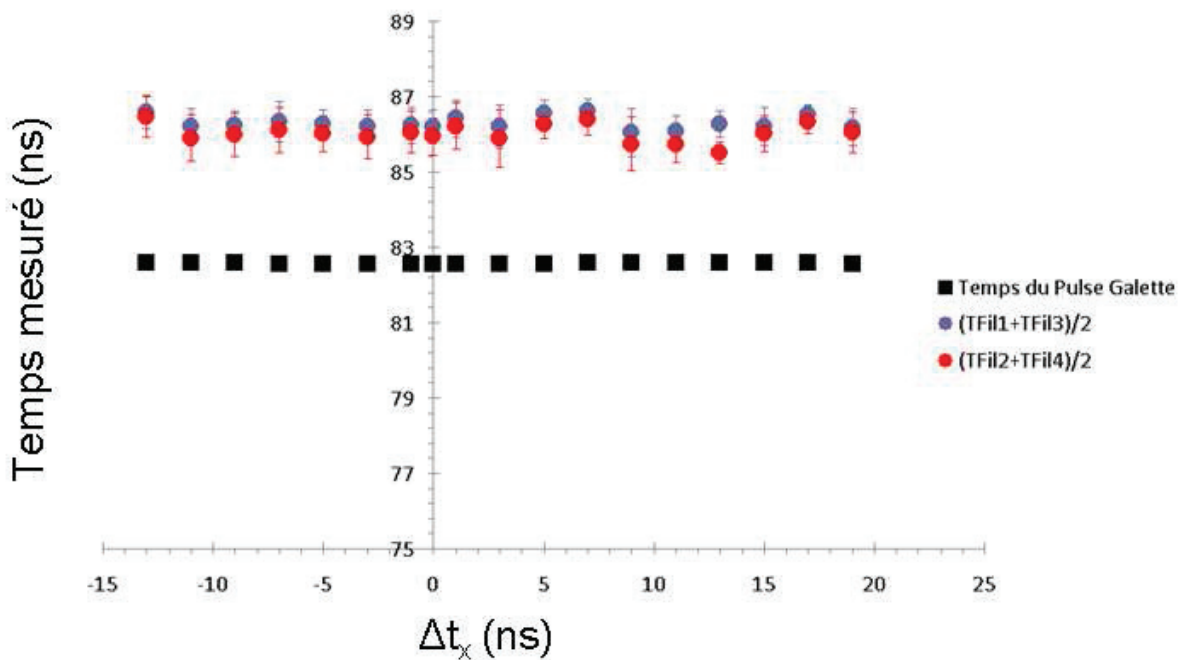 89
87
85
83
81
79
77
75
Temps mesuré (ns)
-15 -10 -5 0 5 10 15 20 25
Δtx (ns)
Temps du Pulse Galette
(TFil1+TFil3)/2
(TFil2+TFil4)/2